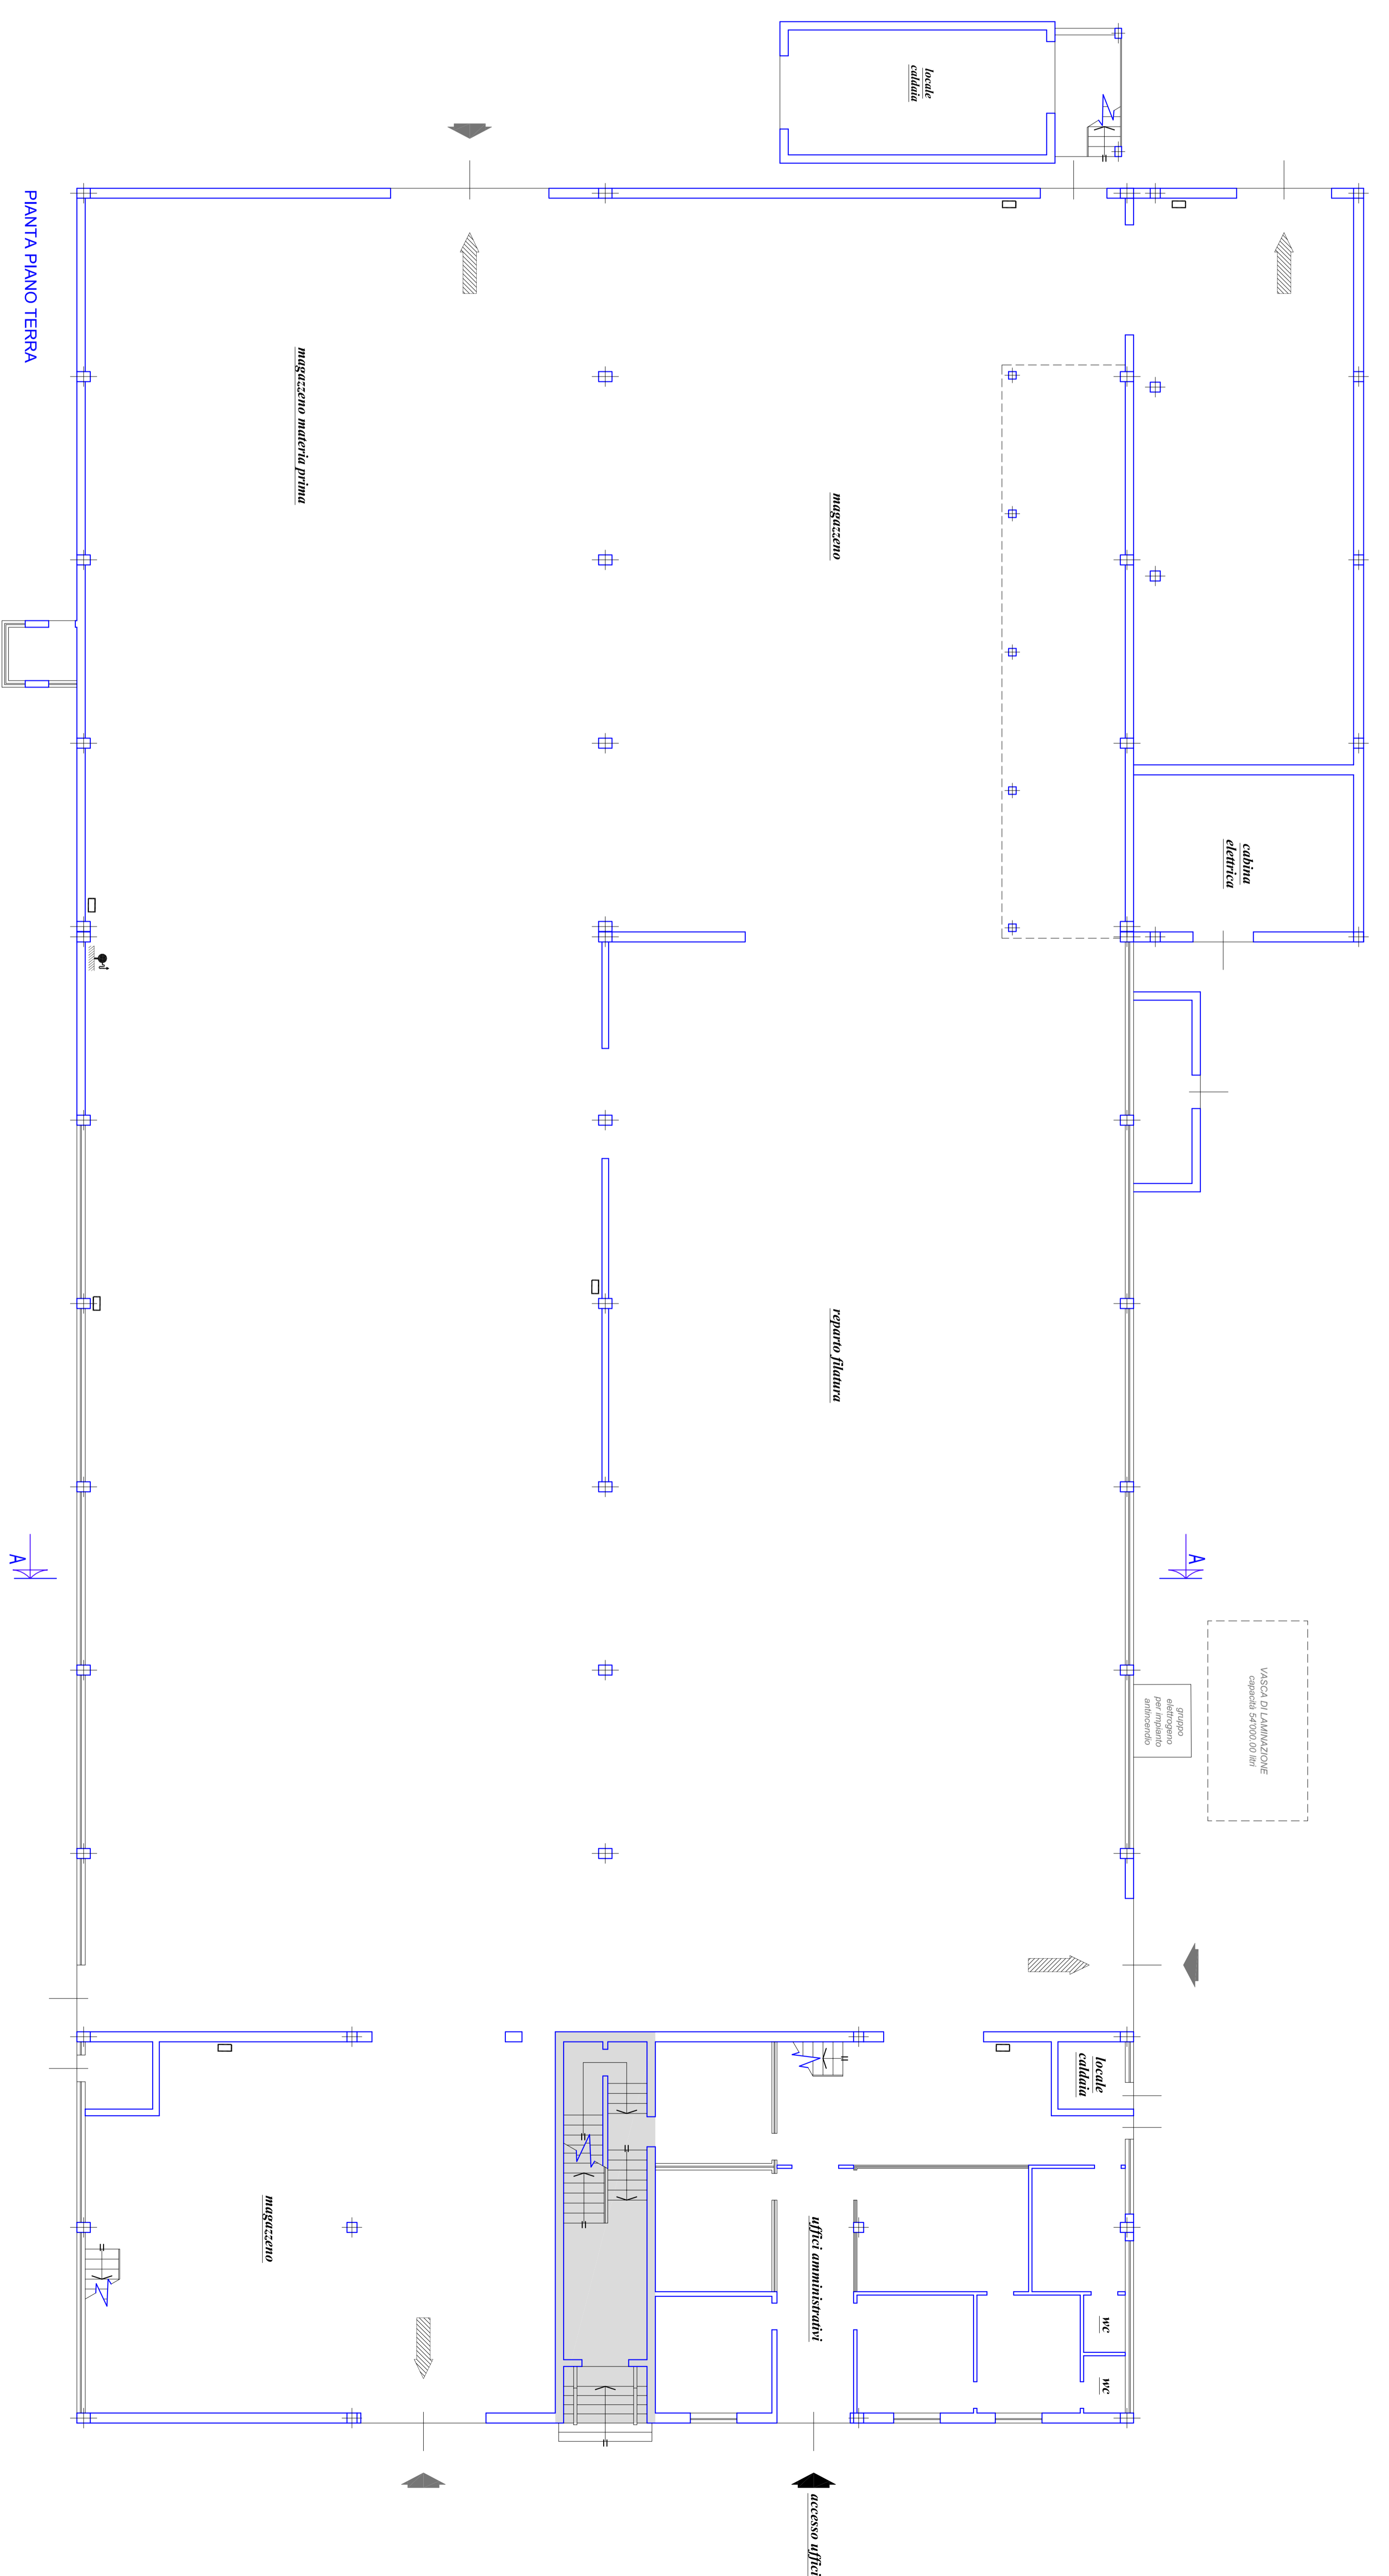 PIANTA PIANO TERRA
locale
caldaia
magazzeno materia prima
magazzeno
cabina
elettrica
reparto filatura
A
A
VASCA DI LAMINAZIONE
capacità 54'000,00 litri
gruppo
elettrogeno
per impianto
antincendio
locale
caldaia
magazzeno
uffici amministrativi
wc
wc
accesso uffici